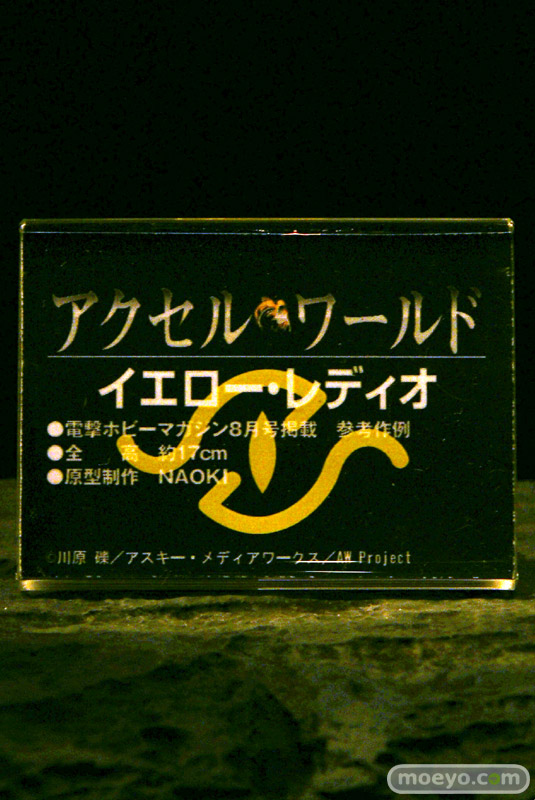 アクセル・ワールド
イエロー・レディオ
●電撃ホビーマガジン8月号掲載 参考作例
●全 高 約17cm
●原型制作 NAOKI
©川原 礫／アスキー・メディアワークス／AW Project
moeyo.com